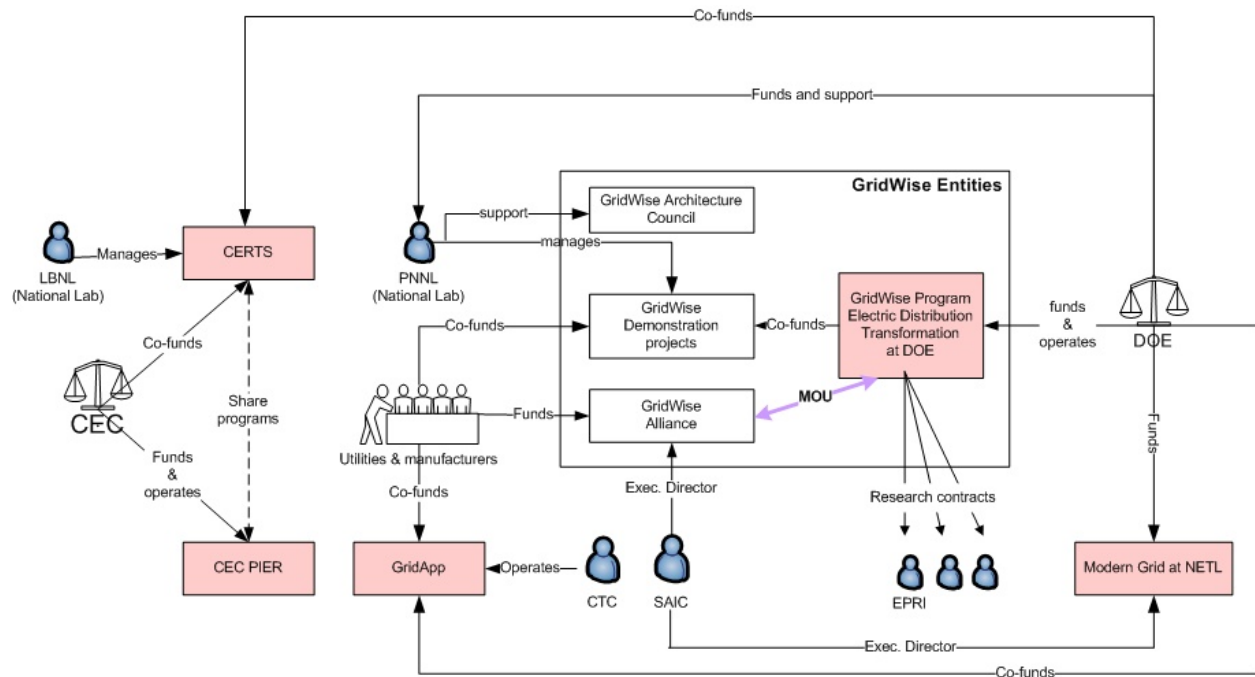 Co-funds
Funds and support
GridWise Entities
GridWise Architecture
Council
support
manages
LBNL
(National Lab)
Manages
CERTS
PNNL
(National Lab)
GridWise
Demonstration
projects
Co-funds
Co-funds
GridWise Program
Electric Distribution
Transformation
at DOE
funds
&
operates
DOE
Co-funds
CEC
Share
programs
Funds
&
operates
Utilities & manufacturers
Funds
GridWise
Alliance
MOU
Funds
Co-funds
Exec. Director
Research contracts
CEC PIER
GridApp
Operates
CTC
SAIC
EPRI
Modern Grid at NETL
Exec. Director
Co-funds